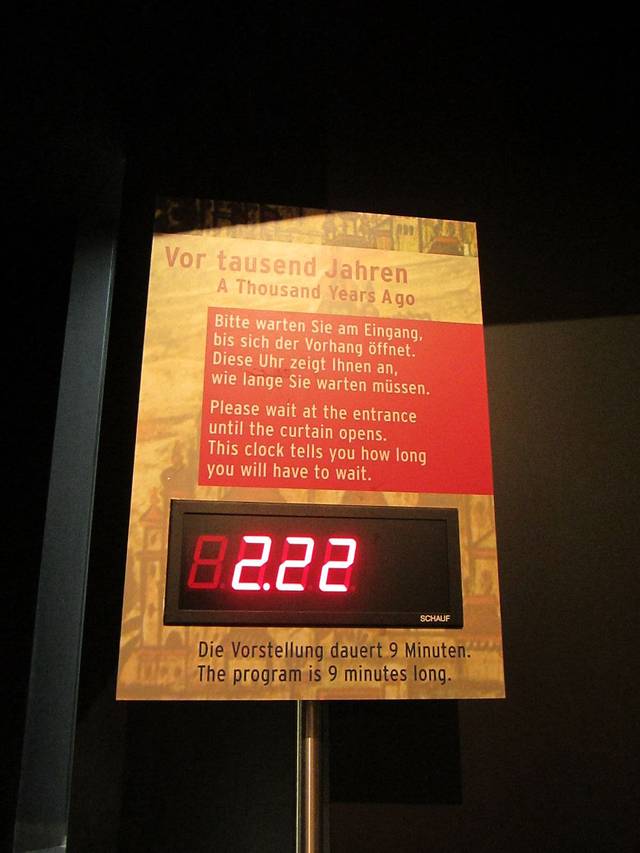 Vor tausend Jahren
A Thousand Years Ago
Bitte warten Sie am Eingang,
bis sich der Vorhang öffnet.
Diese Uhr zeigt Ihnen an,
wie lange Sie warten müssen.
Please wait at the entrance
until the curtain opens.
This clock tells you how long
you will have to wait.
2.22
SCHAUF
Die Vorstellung dauert 9 Minuten.
The program is 9 minutes long.